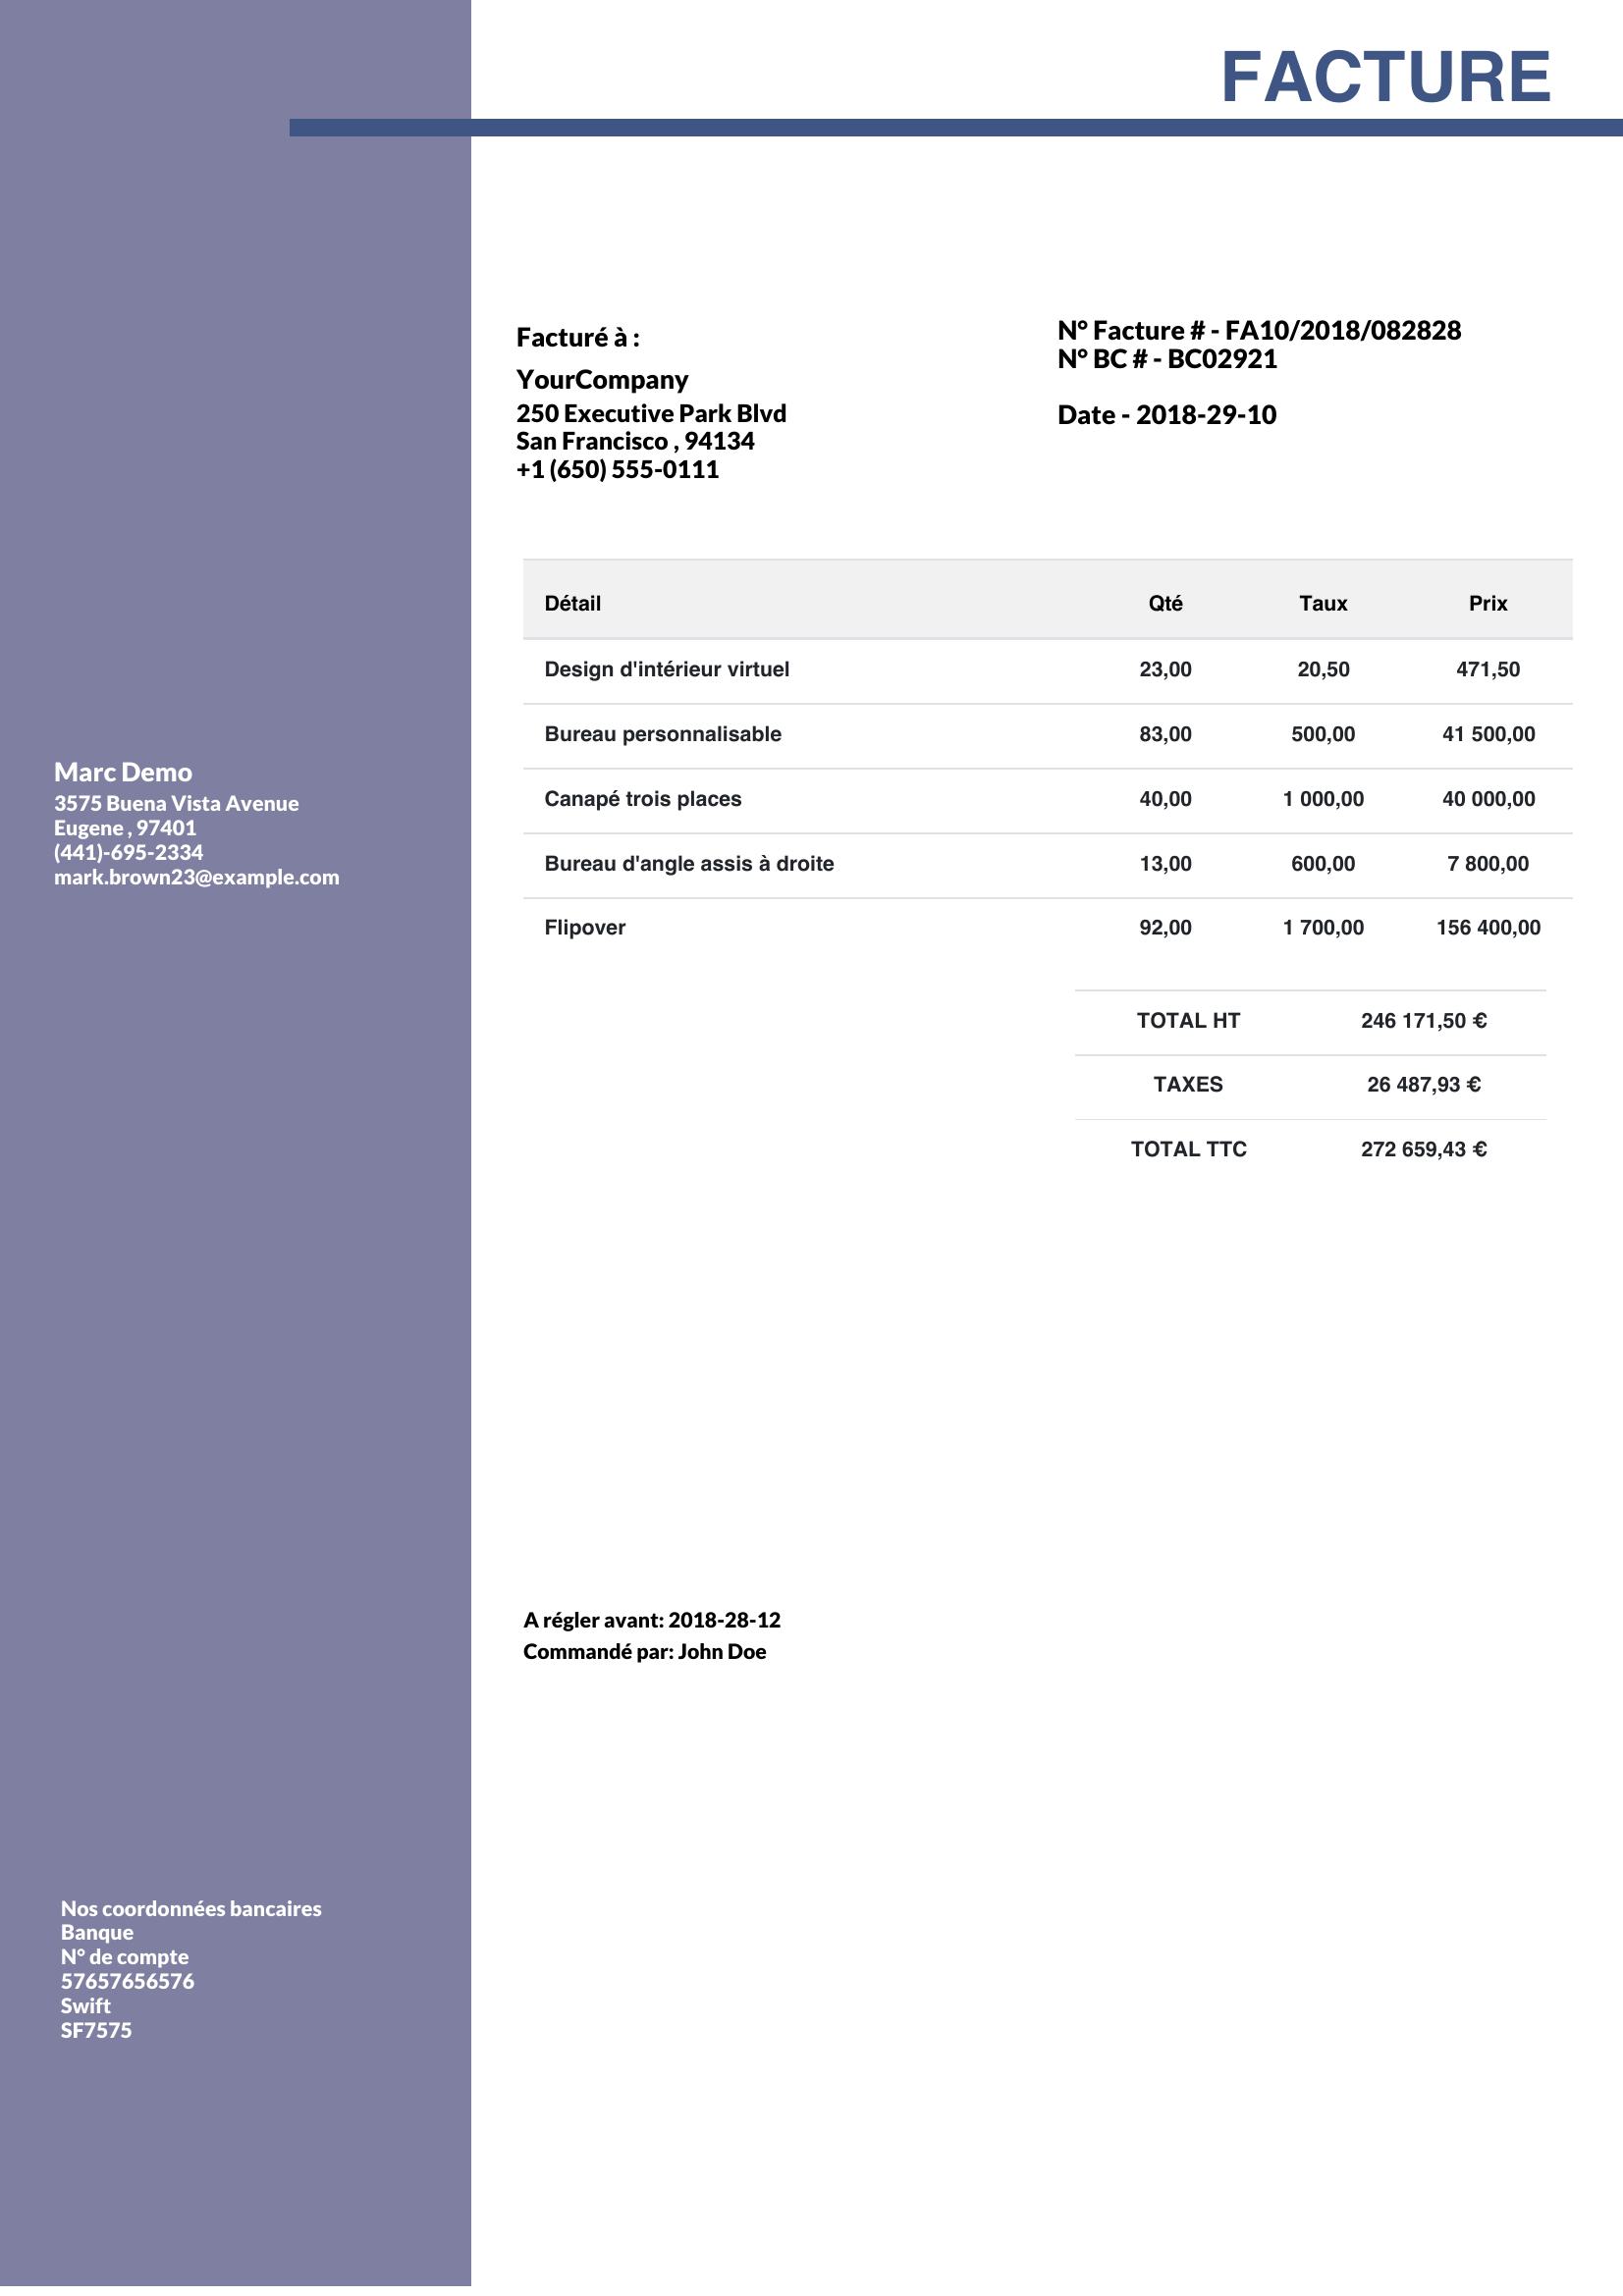 FACTURE
Facturé à :
YourCompany
250 Executive Park Blvd
San Francisco , 94134
+1 (650) 555-0111
N° Facture # - FA10/2018/082828
N° BC # - BC02921
Date - 2018-29-10
Détail Qté Taux Prix
Design d'intérieur virtuel 23,00 20,50 471,50
Bureau personnalisable 83,00 500,00 41 500,00
Canapé trois places 40,00 1 000,00 40 000,00
Bureau d'angle assis à droite 13,00 600,00 7 800,00
Flipover 92,00 1 700,00 156 400,00
TOTAL HT 246 171,50 €
TAXES 26 487,93 €
TOTAL TTC 272 659,43 €
Marc Demo
3575 Buena Vista Avenue
Eugene , 97401
(441)-695-2334
mark.brown23@example.com
A régler avant: 2018-28-12
Commandé par: John Doe
Nos coordonnées bancaires
Banque
N° de compte
57657656576
Swift
SF7575